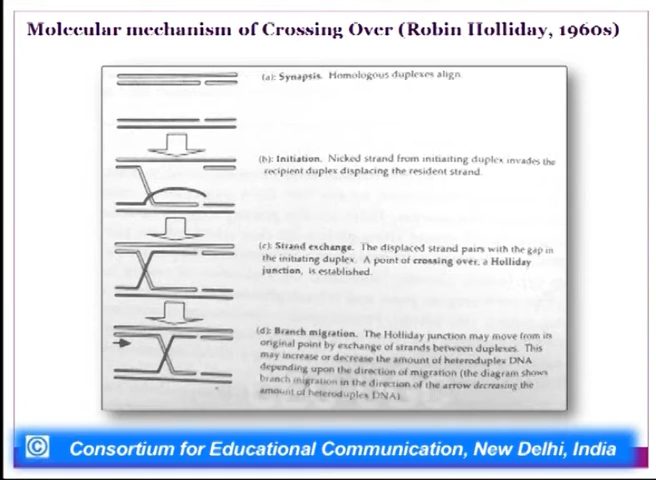 Molecular mechanism of Crossing Over (Robin Holliday, 1960s)
(a): Synapsis. Homologous duplexes align.
(b): Initiation. Nicked strand from initiating duplex invades the
recipient duplex displacing the resident strand.
(c): Strand exchange. The displaced strand pairs with the gap in
the initiating duplex. A point of crossing over, a Holliday
junction, is established.
(d): Branch migration. The Holliday junction may move from its
original point by exchange of strands between duplexes. This
may increase or decrease the amount of heteroduplex DNA
depending upon the direction of migration (the diagram shows
branch migration in the direction of the arrow decreasing the
amount of heteroduplex DNA)
© Consortium for Educational Communication, New Delhi, India